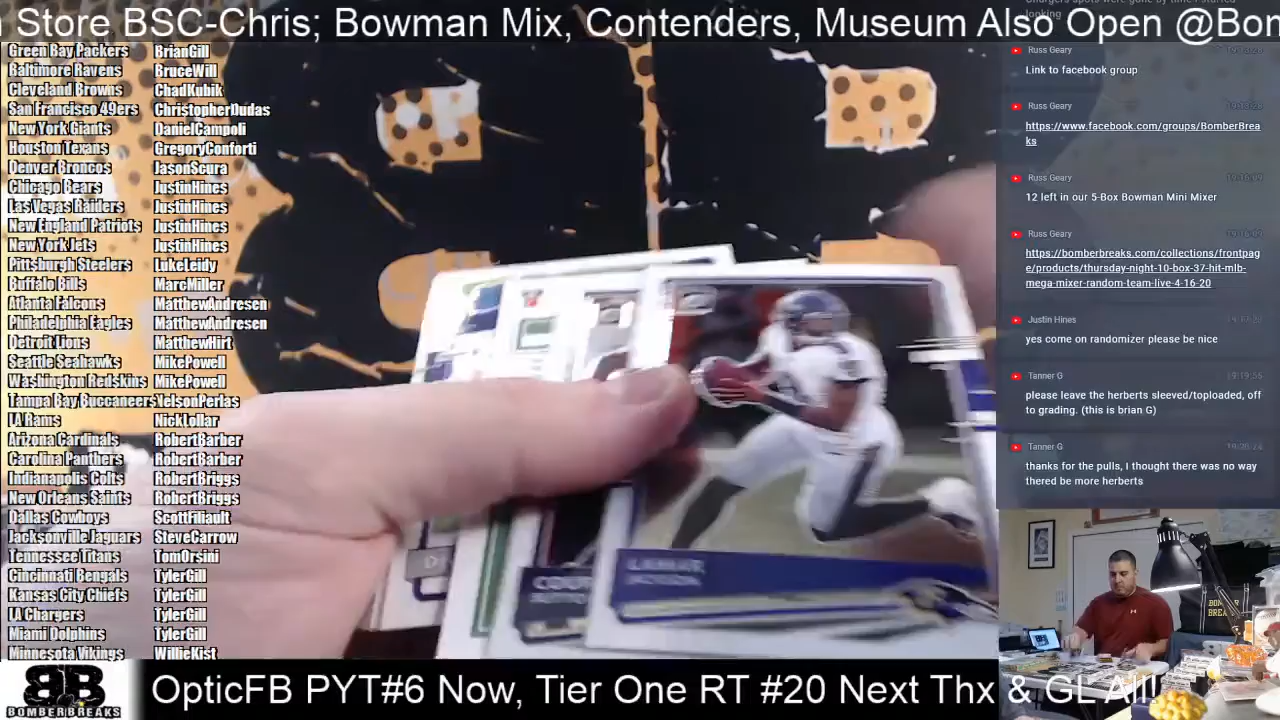 Store BSC-Chris; Bowman Mix, Contenders, Museum Also Open @Bon
Green Bay Packers BrianGill
Baltimore Ravens BruceWill
Cleveland Browns ChadKubik
San Francisco 49ers ChristopherDudas
New York Giants DanielCampoli
Houston Texans GregoryConforti
Denver Broncos JasonScura
Chicago Bears JustinHines
Las Vegas Raiders JustinHines
New England Patriots JustinHines
New York Jets JustinHines
Pittsburgh Steelers LukeLeidy
Buffalo Bills MarcMiller
Atlanta Falcons MatthewAndresen
Philadelphia Eagles MatthewAndresen
Detroit Lions MatthewHirt
Seattle Seahawks MikePowell
Washington Redskins MikePowell
Tampa Bay Buccaneers NelsonPerlas
LA Rams NickLollar
Arizona Cardinals RobertBarber
Carolina Panthers RobertBarber
Indianapolis Colts RobertBriggs
New Orleans Saints RobertBriggs
Dallas Cowboys ScottFiliault
Jacksonville Jaguars SteveCarrow
Tennessee Titans TomOrsini
Cincinnati Bengals TylerGill
Kansas City Chiefs TylerGill
LA Chargers TylerGill
Miami Dolphins TylerGill
Minnesota Vikings WillieKist
Russ Geary
Link to facebook group
Russ Geary
https://www.facebook.com/groups/BomberBrea
ks
Russ Geary
12 left in our 5-Box Bowman Mini Mixer
Russ Geary
https://bomberbreaks.com/collections/frontpag
e/products/thursday-night-10-box-37-hit-mlb-
mega-mixer-random-team-live-4-16-20
Justin Hines
yes come on randomizer please be nice
Tanner G
please leave the herberts sleeved/toploaded, off
to grading. (this is brian G)
Tanner G
thanks for the pulls, I thought there was no way
thered be more herberts
LAMAR
JACKSON
BOMBERBREAKS
OpticFB PYT#6 Now, Tier One RT #20 Next Thx & GL All!